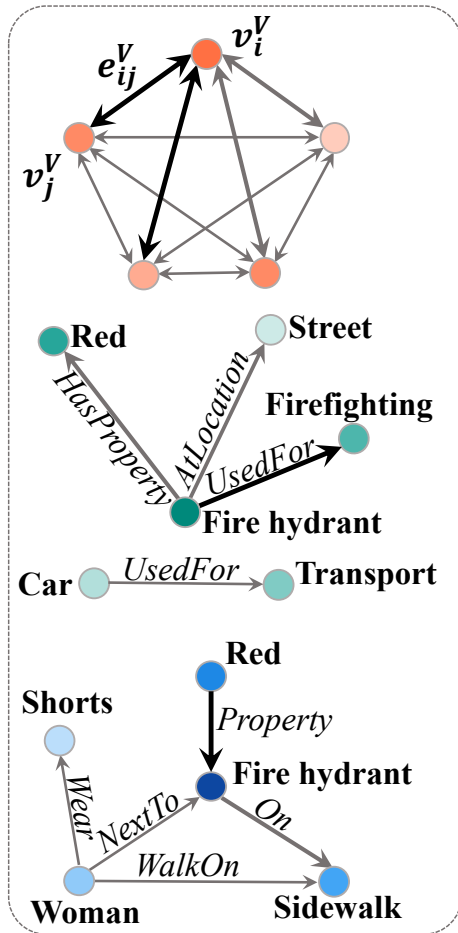 v_i^V
e_ij^V
v_j^V
Red
Street
HasProperty
AtLocation
Firefighting
UsedFor
Fire hydrant
Car
UsedFor
Transport
Red
Shorts
Property
Fire hydrant
Wear
NextTo
On
WalkOn
Woman
Sidewalk